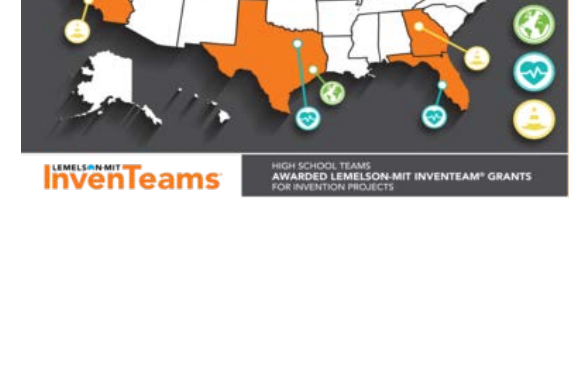 LEMELSON-MIT
InvenTeams
HIGH SCHOOL TEAMS
AWARDED LEMELSON-MIT INVENTEAM® GRANTS
FOR INVENTION PROJECTS